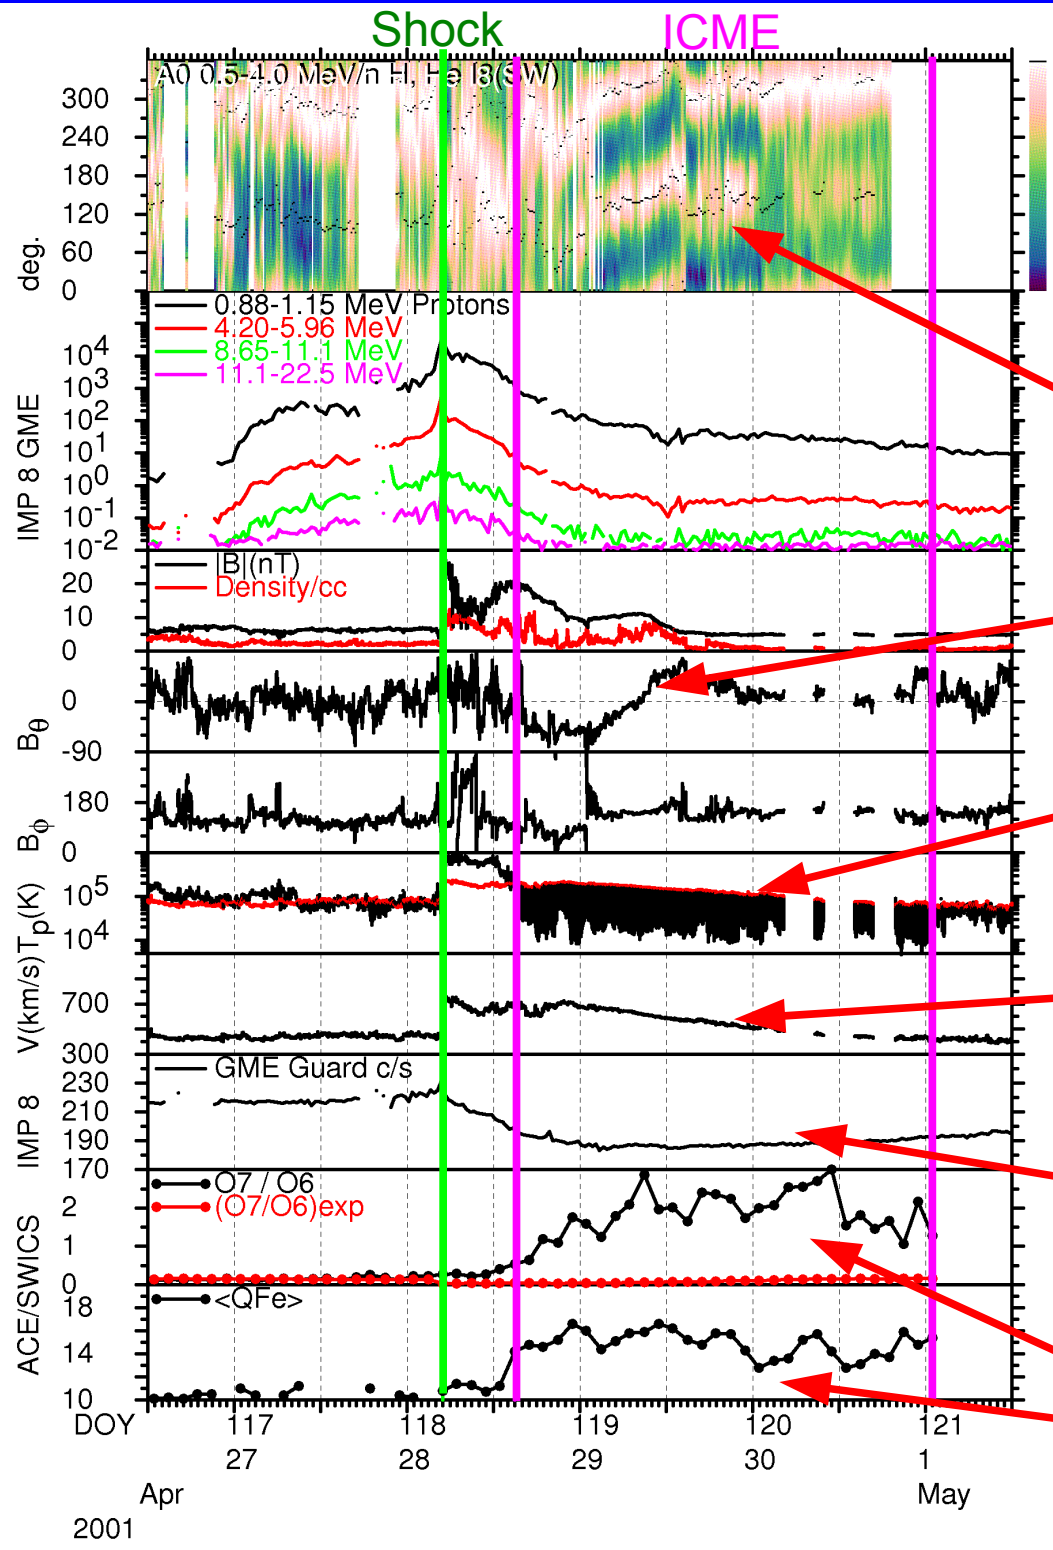 Shock ICME
A0 0.5-4.0 MeV/n H, He I8(SW)
300
240
180
120
60
0
deg.
0.88-1.15 MeV Protons
4.20-5.96 MeV
8.65-11.1 MeV
11.1-22.5 MeV
10^4
10^3
10^2
10^1
10^0
10^-1
10^-2
IMP 8 GME
|B|(nT)
Density/cc
20
10
0
0
-90
B_θ
180
0
B_ϕ
10^5
10^4
T_p(K)
700
300
V(km/s)
GME Guard c/s
230
210
190
170
IMP 8
O7 / O6
(O7/O6)exp
2
1
0
<QFe>
18
14
10
ACE/SWICS
DOY 117 118 119 120 121
27 28 29 30 1
Apr May
2001